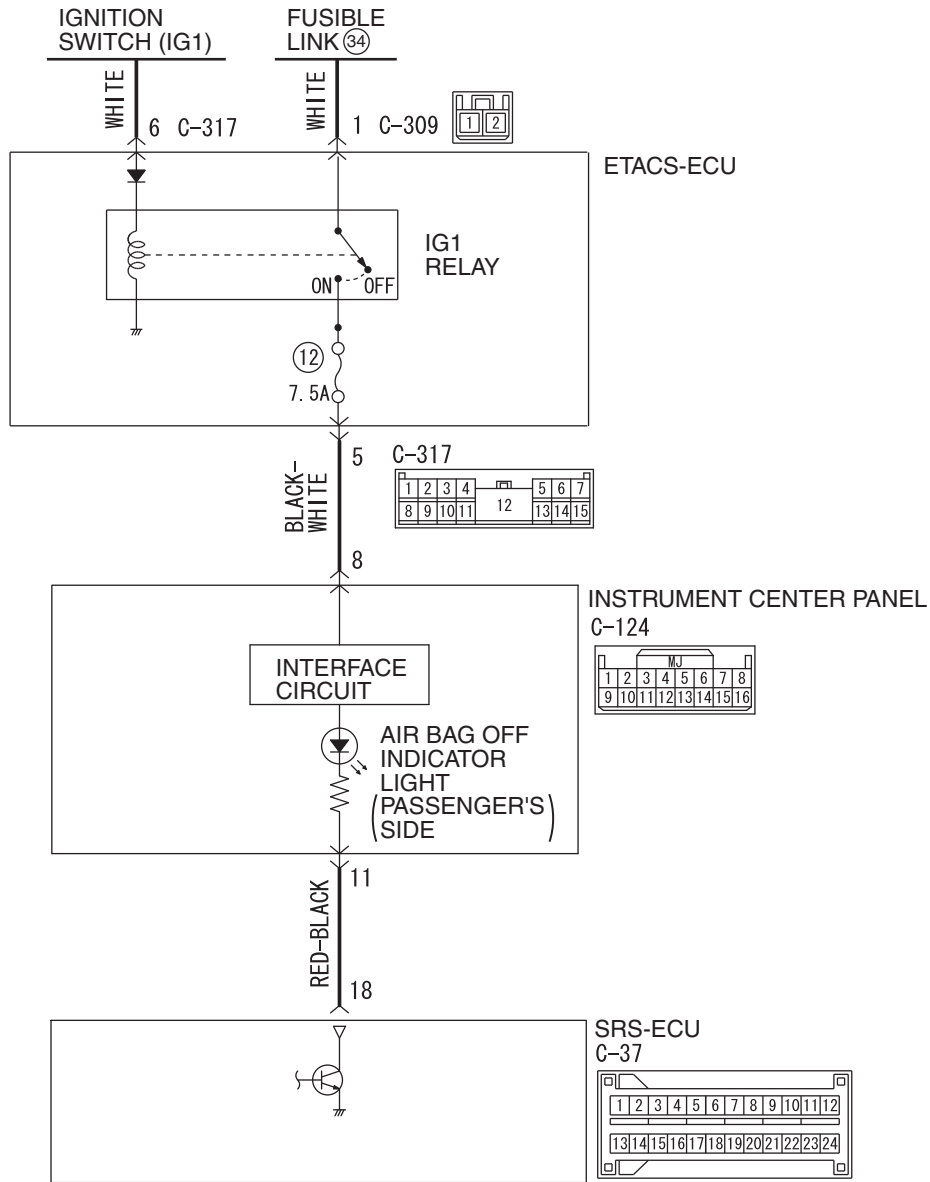 IGNITION
SWITCH (IG1)
FUSIBLE
LINK 34
WHITE
6 C-317
WHITE
1 C-309
1 2
ETACS-ECU
IG1
RELAY
ON OFF
12
7.5A
5 C-317
1 2 3 4 5 6 7
12
8 9 10 11 13 14 15
BLACK-
WHITE
8
INSTRUMENT CENTER PANEL
C-124
MJ
1 2 3 4 5 6 7 8
9 10 11 12 13 14 15 16
INTERFACE
CIRCUIT
AIR BAG OFF
INDICATOR
LIGHT
(PASSENGER'S
SIDE)
11
RED-BLACK
18
SRS-ECU
C-37
1 2 3 4 5 6 7 8 9 10 11 12
13 14 15 16 17 18 19 20 21 22 23 24